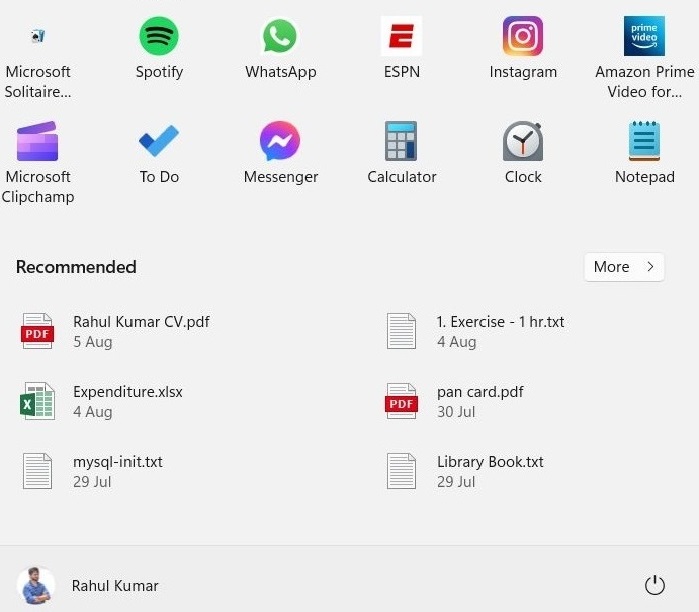 Microsoft Solitaire...
Spotify
WhatsApp
ESPN
Instagram
prime video
Amazon Prime Video for...
Microsoft Clipchamp
To Do
Messenger
Calculator
Clock
Notepad
Recommended
More
PDF
Rahul Kumar CV.pdf
5 Aug
1. Exercise - 1 hr.txt
4 Aug
X
Expenditure.xlsx
4 Aug
PDF
pan card.pdf
30 Jul
mysql-init.txt
29 Jul
Library Book.txt
29 Jul
Rahul Kumar